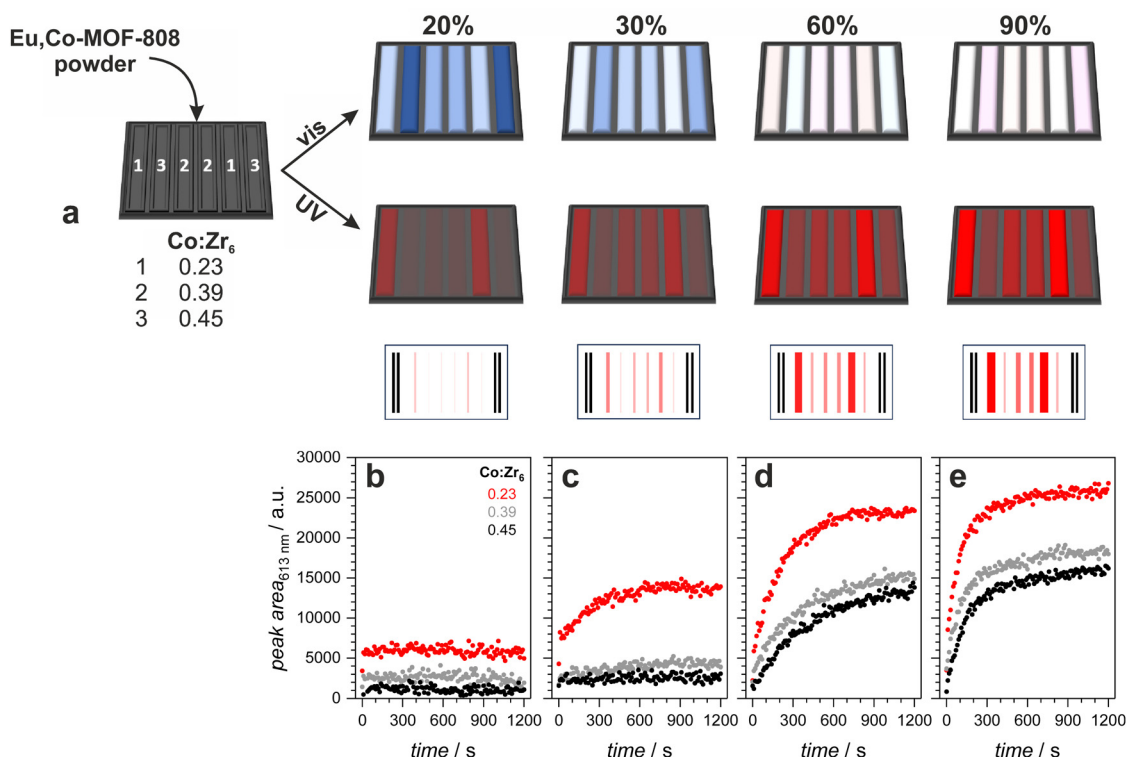 20% 30% 60% 90%
Eu,Co-MOF-808
powder
vis
1 3 2 2 1 3
UV
a
Co:Zr6
1 0.23
2 0.39
3 0.45
b c d e
Co:Zr6
0.23
0.39
0.45
peak area613 nm / a.u.
30000
25000
20000
15000
10000
5000
0
0 300 600 900 1200 0 300 600 900 1200 0 300 600 900 1200 0 300 600 900 1200
time / s time / s time / s time / s